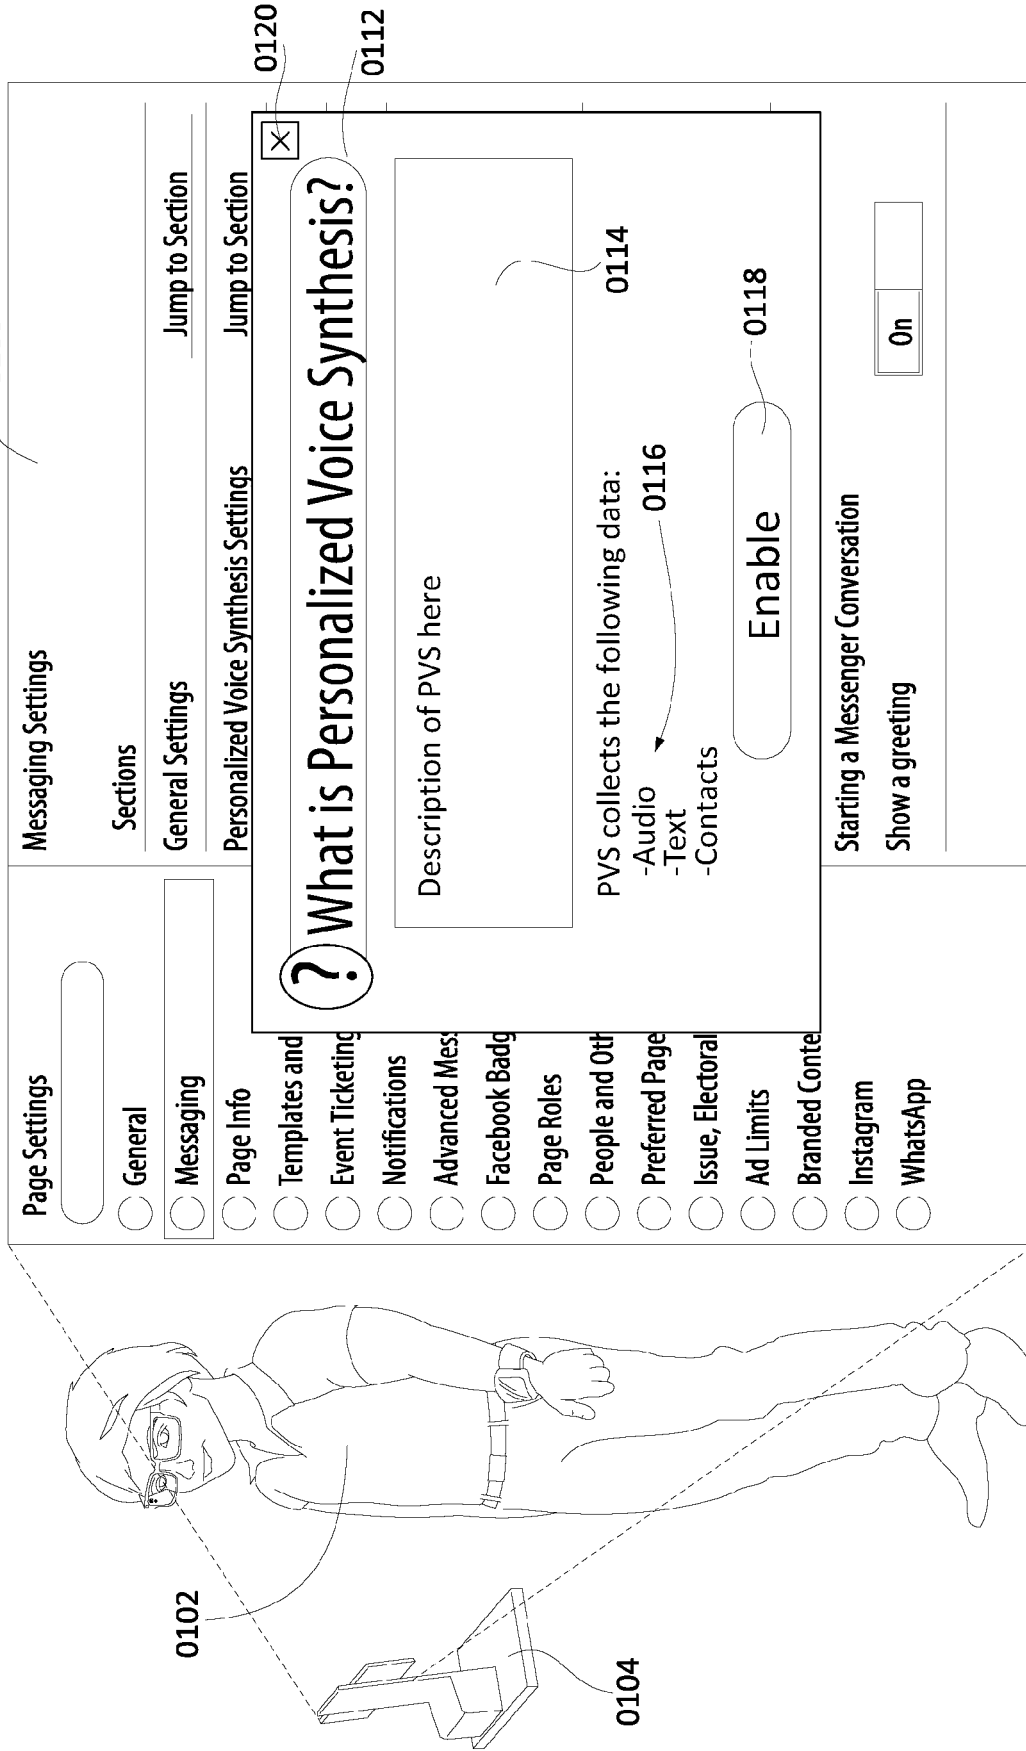 Page Settings
General
Messaging
Page Info
Templates and
Event Ticketing
Notifications
Advanced Mess
Facebook Badg
Page Roles
People and Oth
Preferred Page
Issue, Electoral
Ad Limits
Branded Conte
Instagram
WhatsApp
Messaging Settings
Sections
General Settings Jump to Section
Personalized Voice Synthesis Settings Jump to Section
X
? What is Personalized Voice Synthesis?
Description of PVS here
PVS collects the following data:
-Audio
-Text
-Contacts
Enable
Starting a Messenger Conversation
Show a greeting On
0102
0104
0112
0114
0116
0118
0120